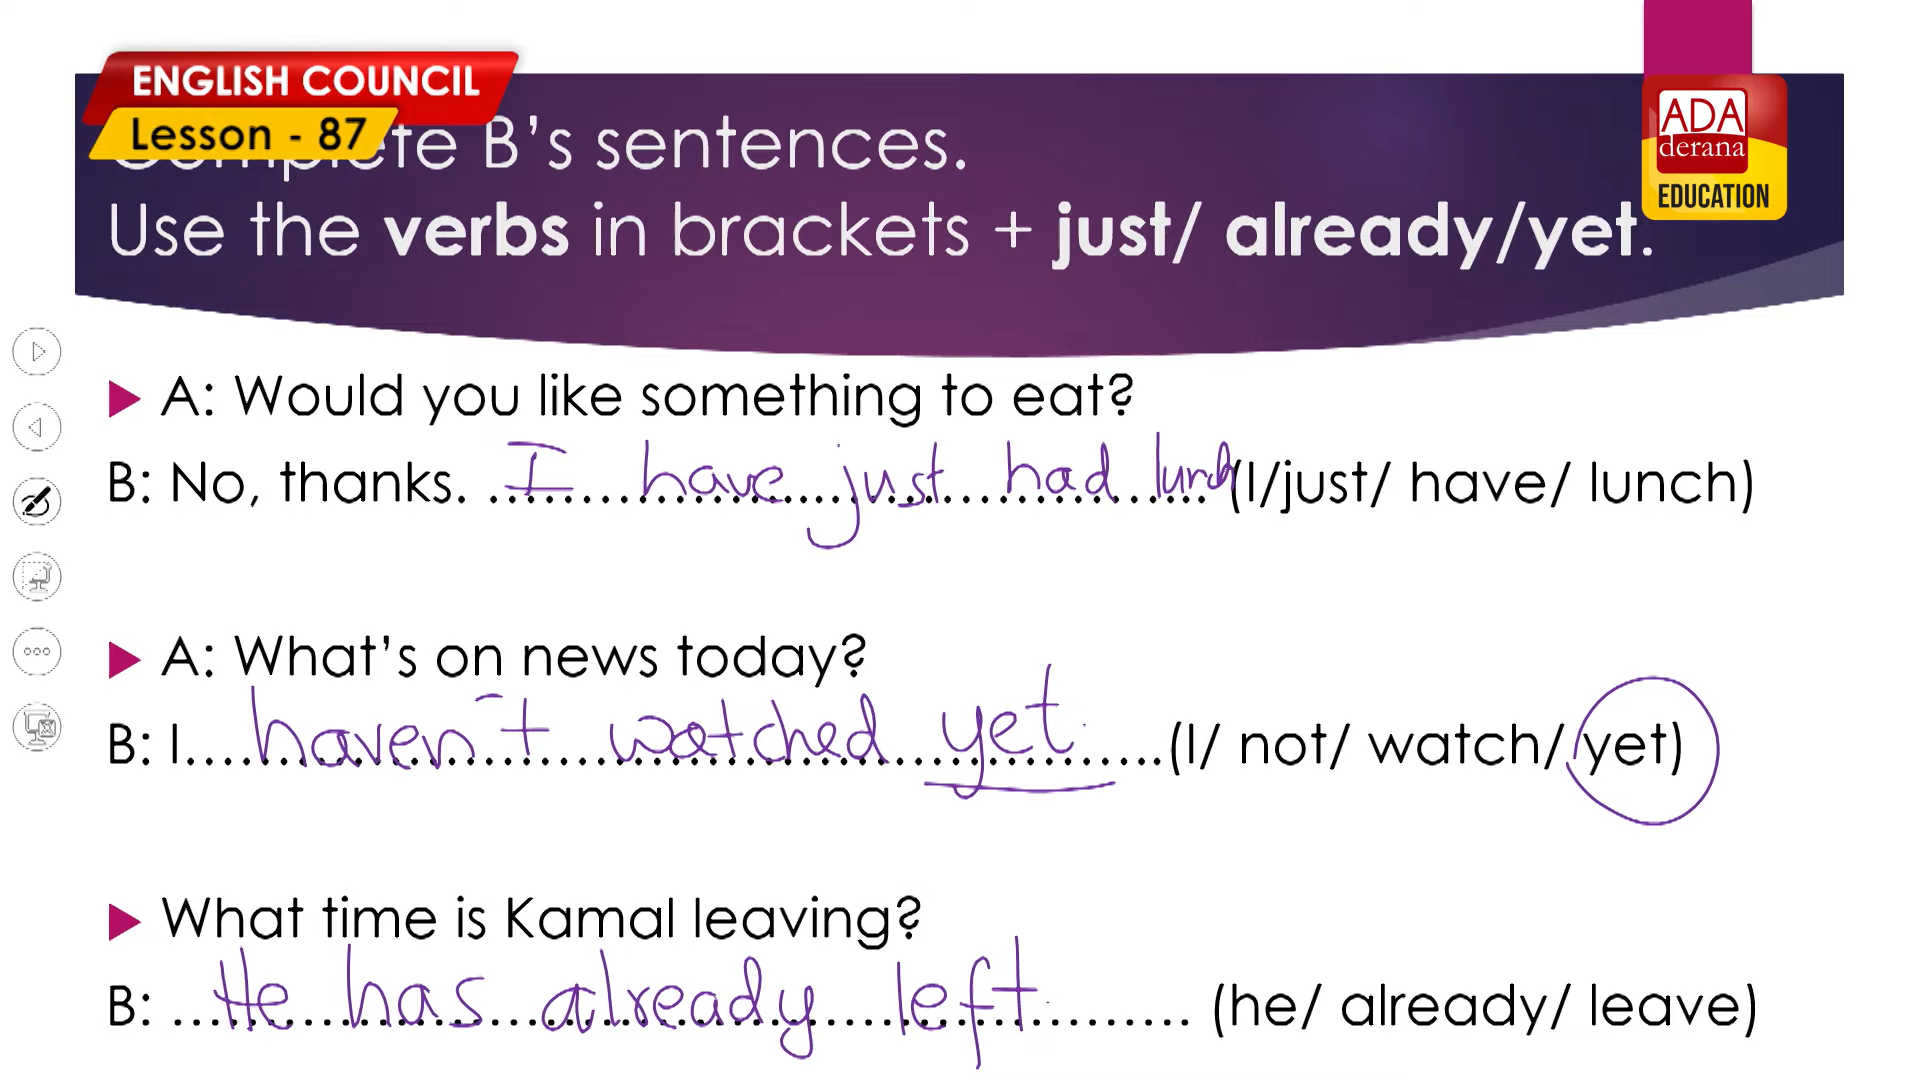 ENGLISH COUNCIL
Lesson - 87
Complete B's sentences.
ADA
derana
EDUCATION
Use the verbs in brackets + just/ already/yet.
A: Would you like something to eat?
B: No, thanks. ....I have just had lunch (I/just/ have/ lunch)
A: What's on news today?
B: I....haven't watched yet.....(I/ not/ watch/ yet)
What time is Kamal leaving?
B: ...He has already left........ (he/ already/ leave)